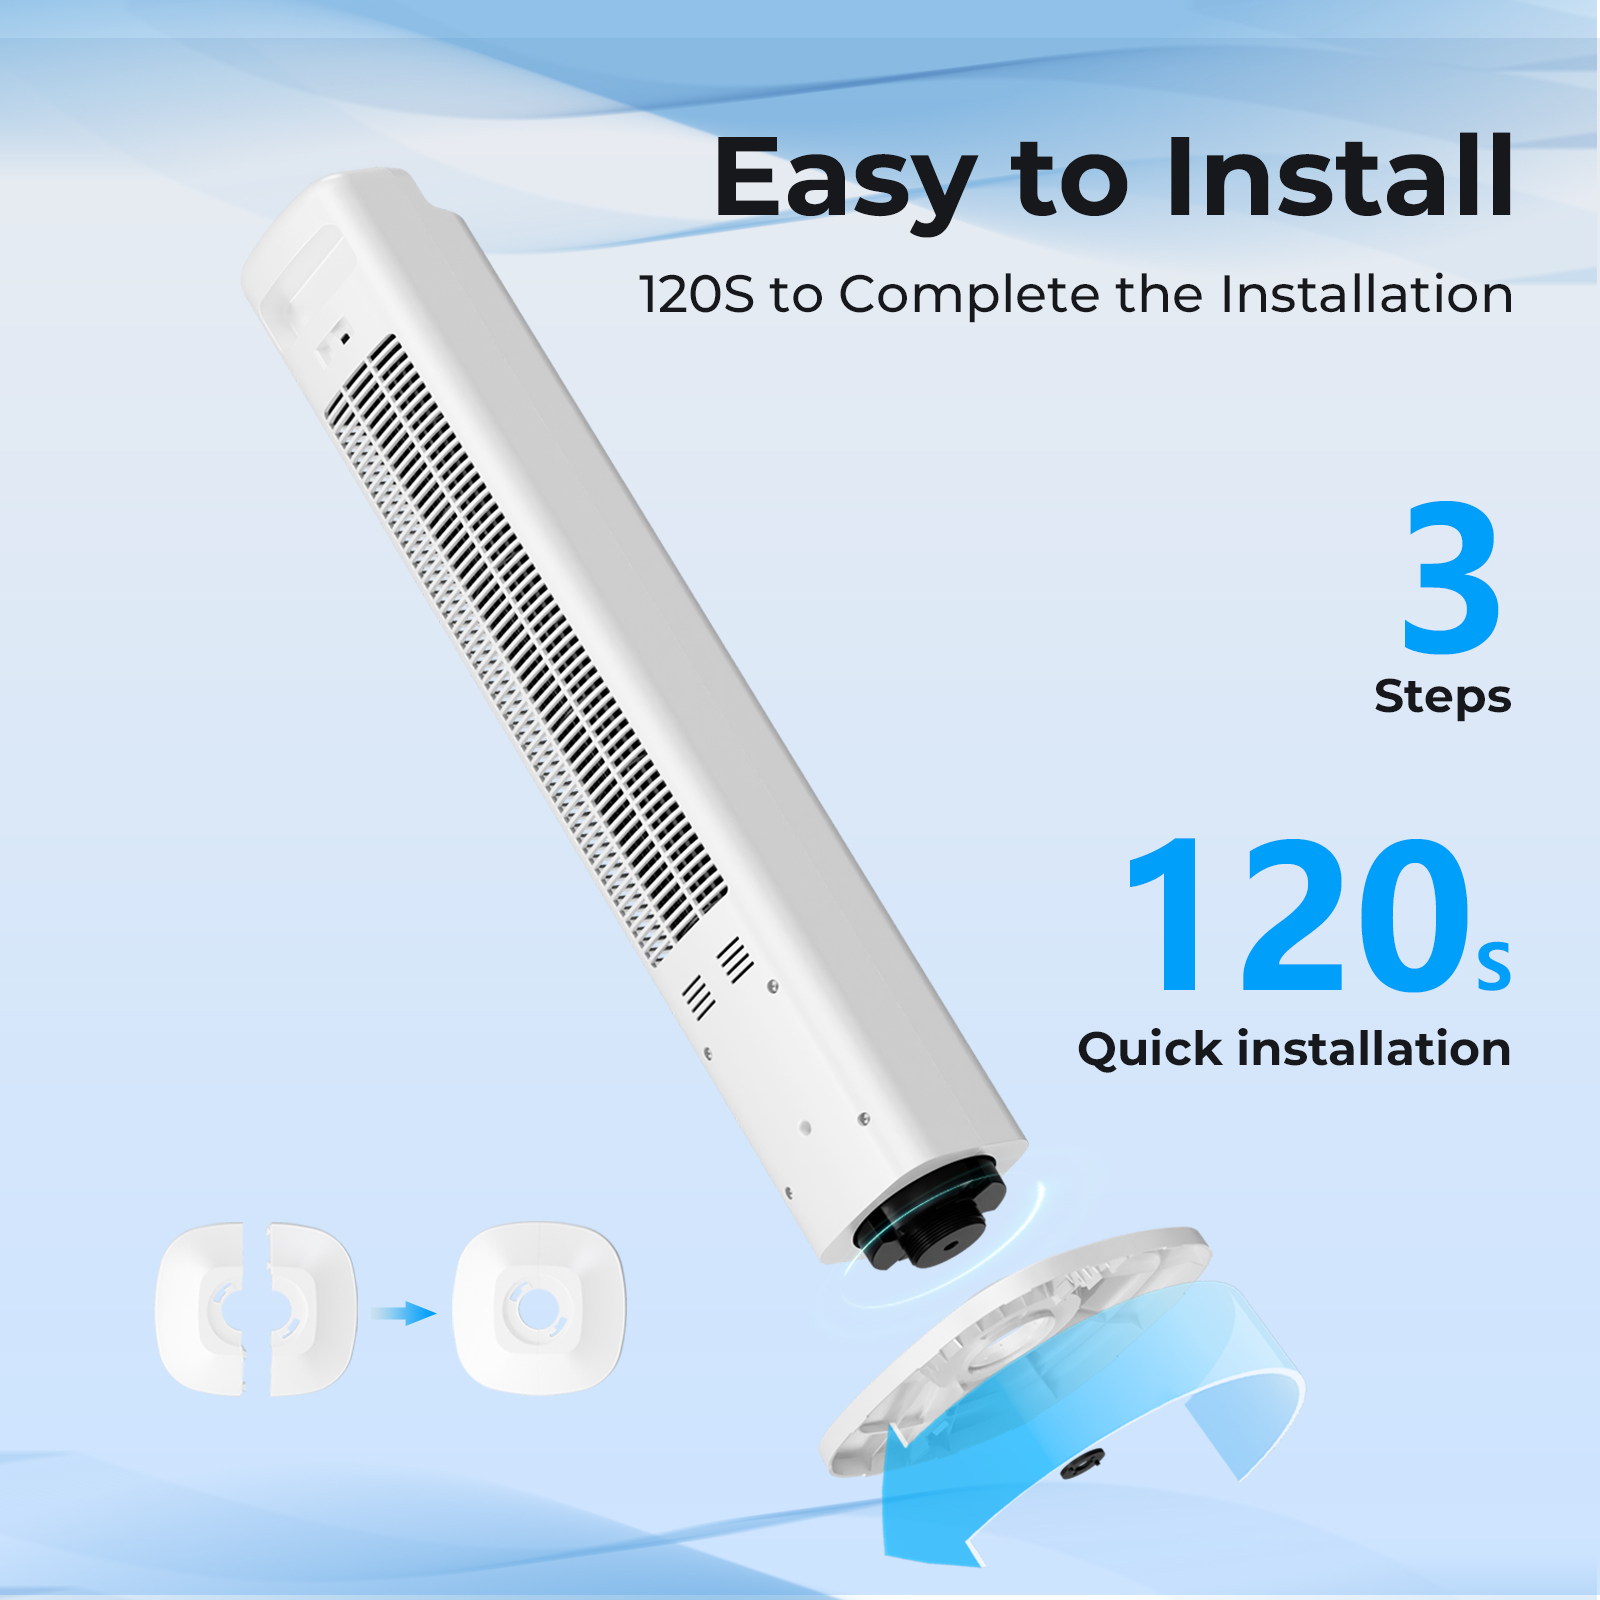 Easy to Install
120S to Complete the Installation
3
Steps
120s
Quick installation